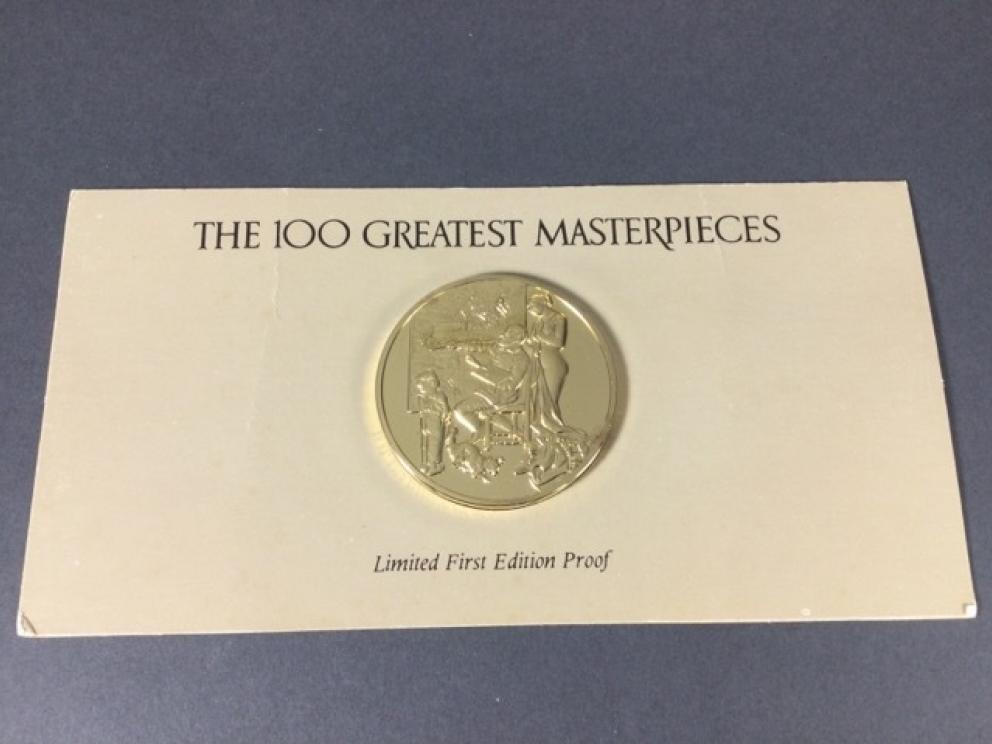 THE 100 GREATEST MASTERPIECES
Limited First Edition Proof